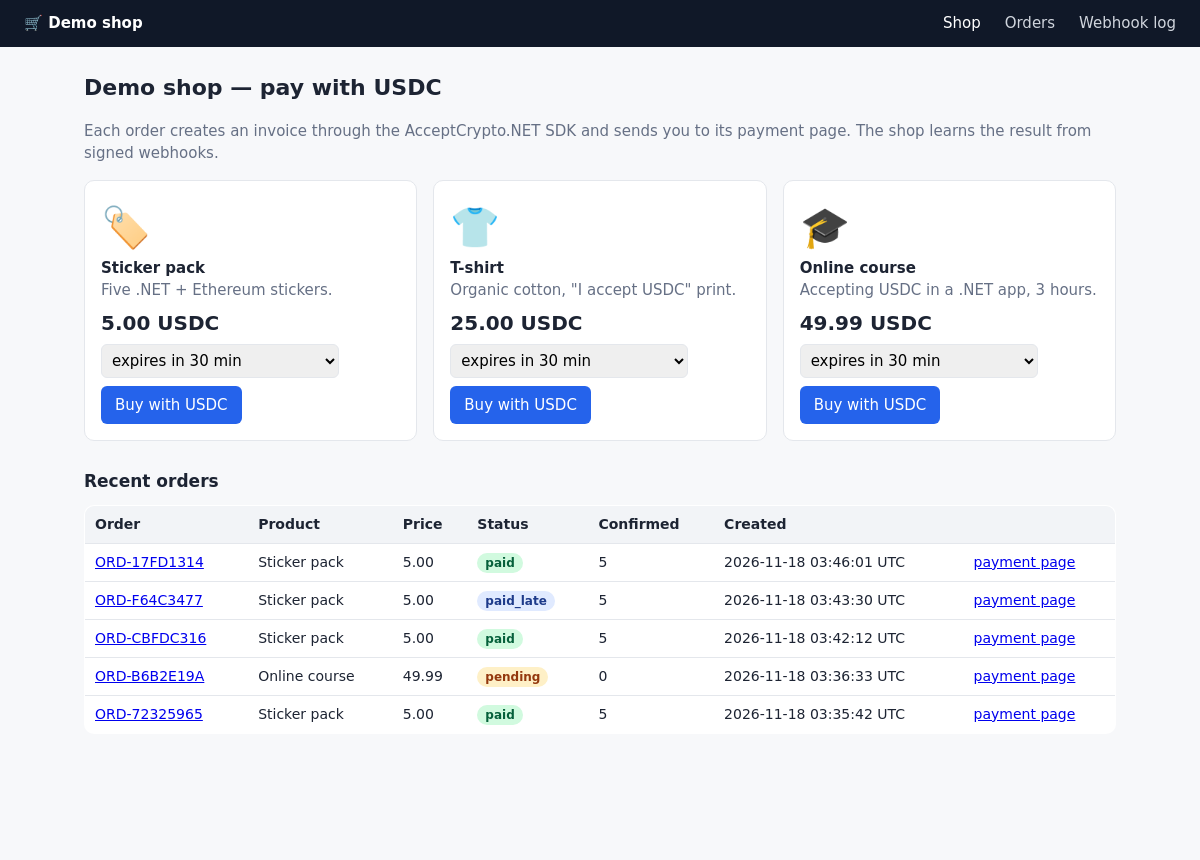 🛒 Demo shop Shop Orders Webhook log
Demo shop — pay with USDC
Each order creates an invoice through the AcceptCrypto.NET SDK and sends you to its payment page. The shop learns the result from
signed webhooks.
Sticker pack
Five .NET + Ethereum stickers.
5.00 USDC
expires in 30 min
Buy with USDC
T-shirt
Organic cotton, "I accept USDC" print.
25.00 USDC
expires in 30 min
Buy with USDC
Online course
Accepting USDC in a .NET app, 3 hours.
49.99 USDC
expires in 30 min
Buy with USDC
Recent orders
Order Product Price Status Confirmed Created
ORD-17FD1314 Sticker pack 5.00 paid 5 2026-11-18 03:46:01 UTC payment page
ORD-F64C3477 Sticker pack 5.00 paid_late 5 2026-11-18 03:43:30 UTC payment page
ORD-CBFDC316 Sticker pack 5.00 paid 5 2026-11-18 03:42:12 UTC payment page
ORD-B6B2E19A Online course 49.99 pending 0 2026-11-18 03:36:33 UTC payment page
ORD-72325965 Sticker pack 5.00 paid 5 2026-11-18 03:35:42 UTC payment page